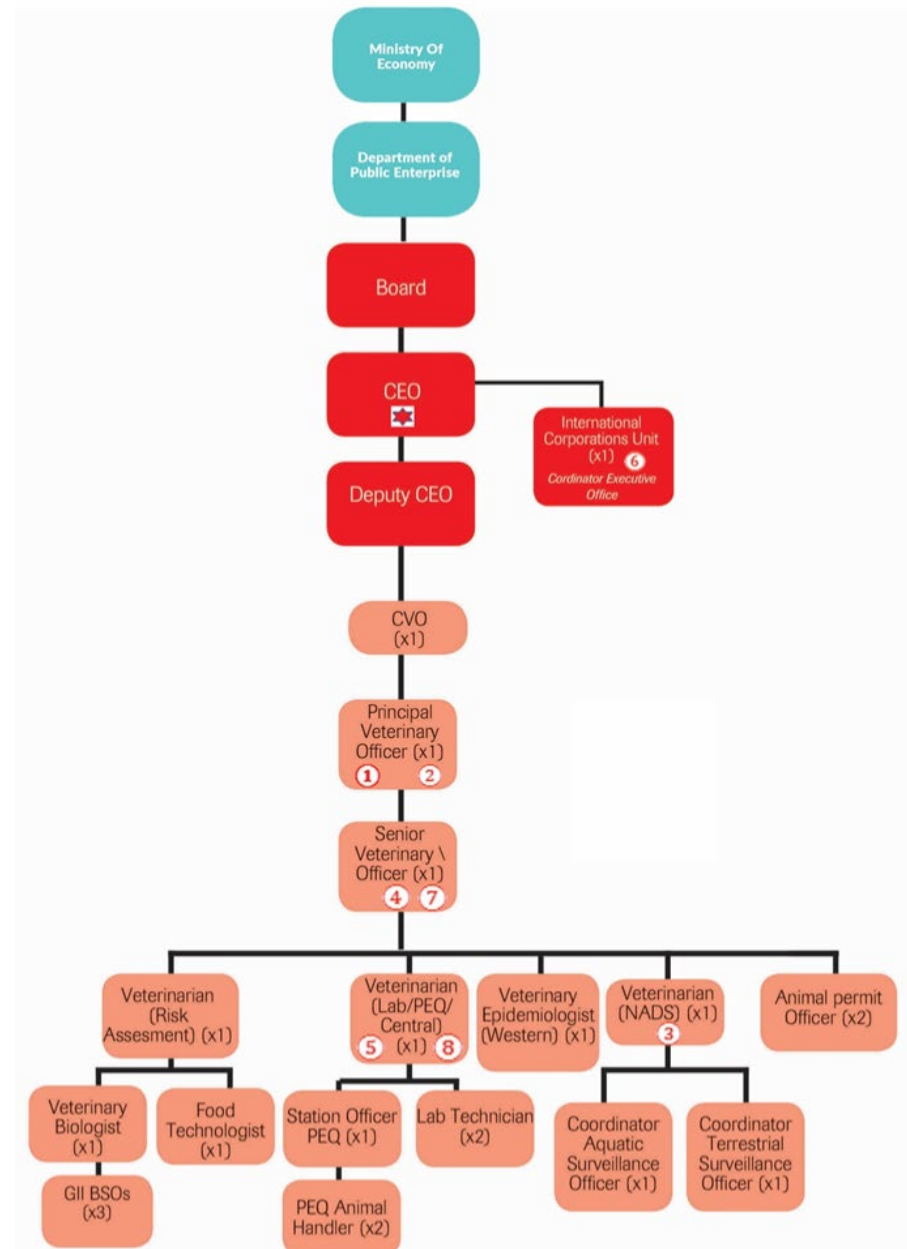 Ministry Of
Economy
Department of
Public Enterprise
Board
CEO
International
Corporations Unit
(x1) 6
Cordinator Executive
Office
Deputy CEO
CVO
(x1)
Principal
Veterinary
Officer (x1)
1 2
Senior
Veterinary \
Officer (x1)
4 7
Veterinarian
(Risk
Assesment) (x1)
Veterinarian
(Lab/PEQ/
Central)
5 (x1) 8
Veterinary
Epidemiologist
(Western) (x1)
Veterinarian
(NADS) (x1)
3
Animal permit
Officer (x2)
Veterinary
Biologist
(x1)
Food
Technologist
(x1)
Station Officer
PEQ (x1)
Lab Technician
(x2)
Coordinator
Aquatic
Surveillance
Officer (x1)
Coordinator
Terrestrial
Surveillance
Officer (x1)
GII BSOs
(x3)
PEQ Animal
Handler (x2)